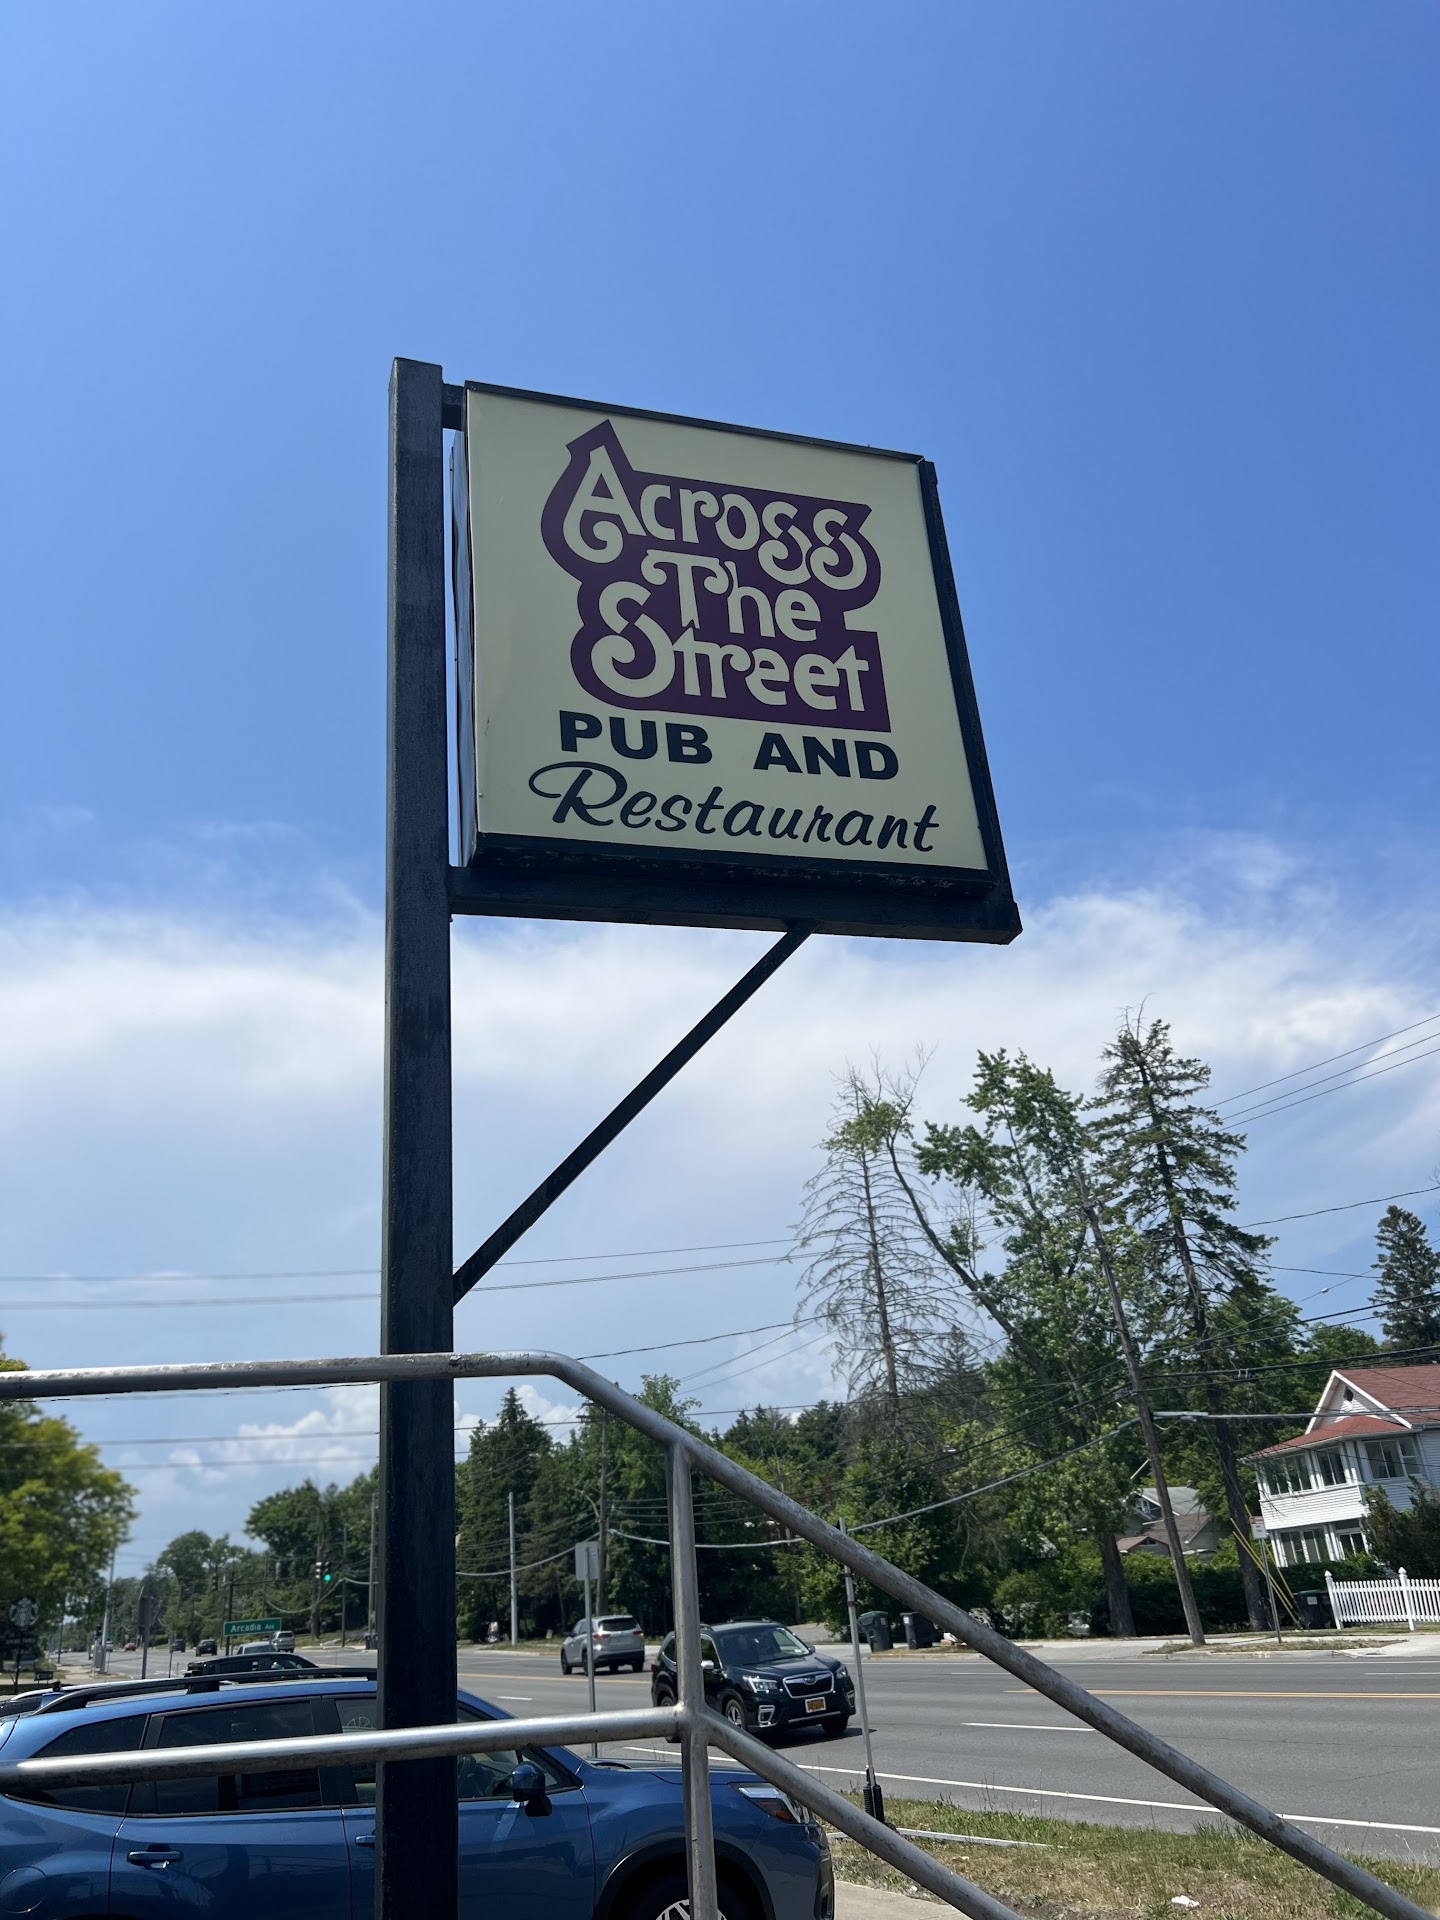 Across
The
Street
PUB AND
Restaurant
Arcadia Ave